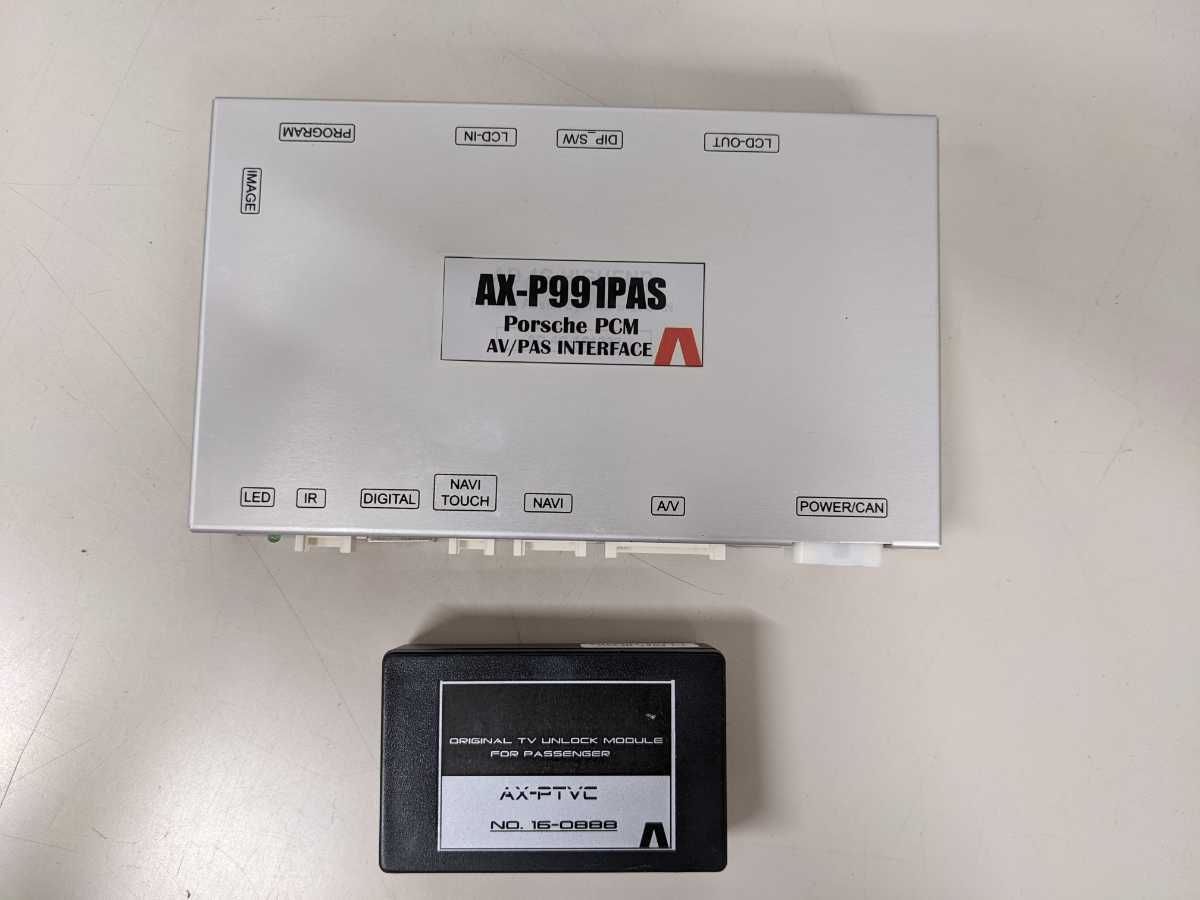 PROGRAM
LCD-IN
DIP_S/W
LCD-OUT
IMAGE
AX-P991PAS
Porsche PCM
AV/PAS INTERFACE
LED
IR
DIGITAL
NAVI
TOUCH
NAVI
A/V
POWER/CAN
ORIGINAL TV UNLOCK MODULE
FOR PASSENGER
AX-PTVC
NO. 16-0888